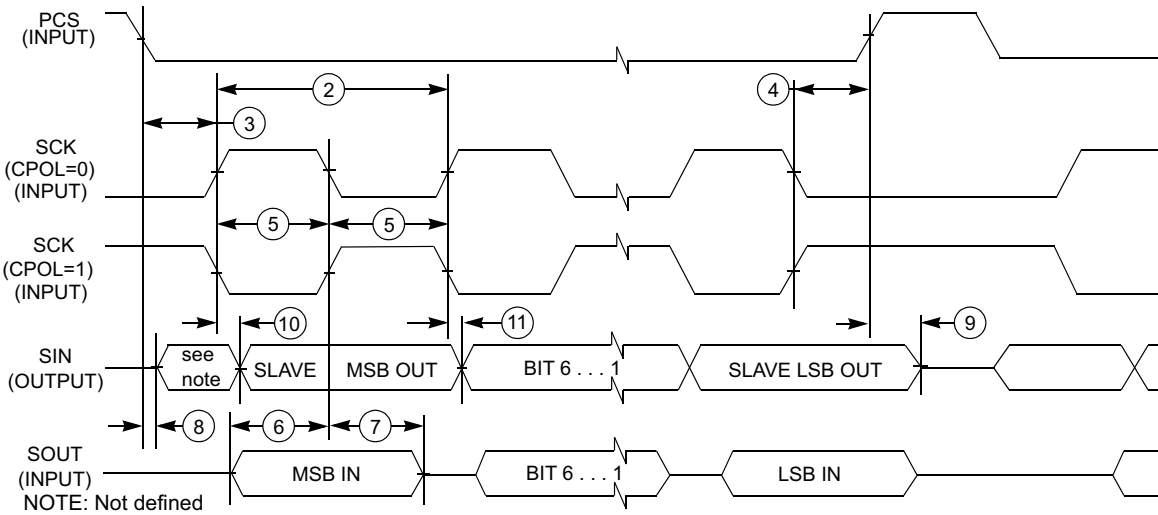 PCS
(INPUT)
2
4
3
SCK
(CPOL=0)
(INPUT)
5
5
SCK
(CPOL=1)
(INPUT)
10
11
9
SIN
(OUTPUT)
see
note
SLAVE
MSB OUT
BIT 6 . . . 1
SLAVE LSB OUT
8
6
7
SOUT
(INPUT)
MSB IN
BIT 6 . . . 1
LSB IN
NOTE: Not defined